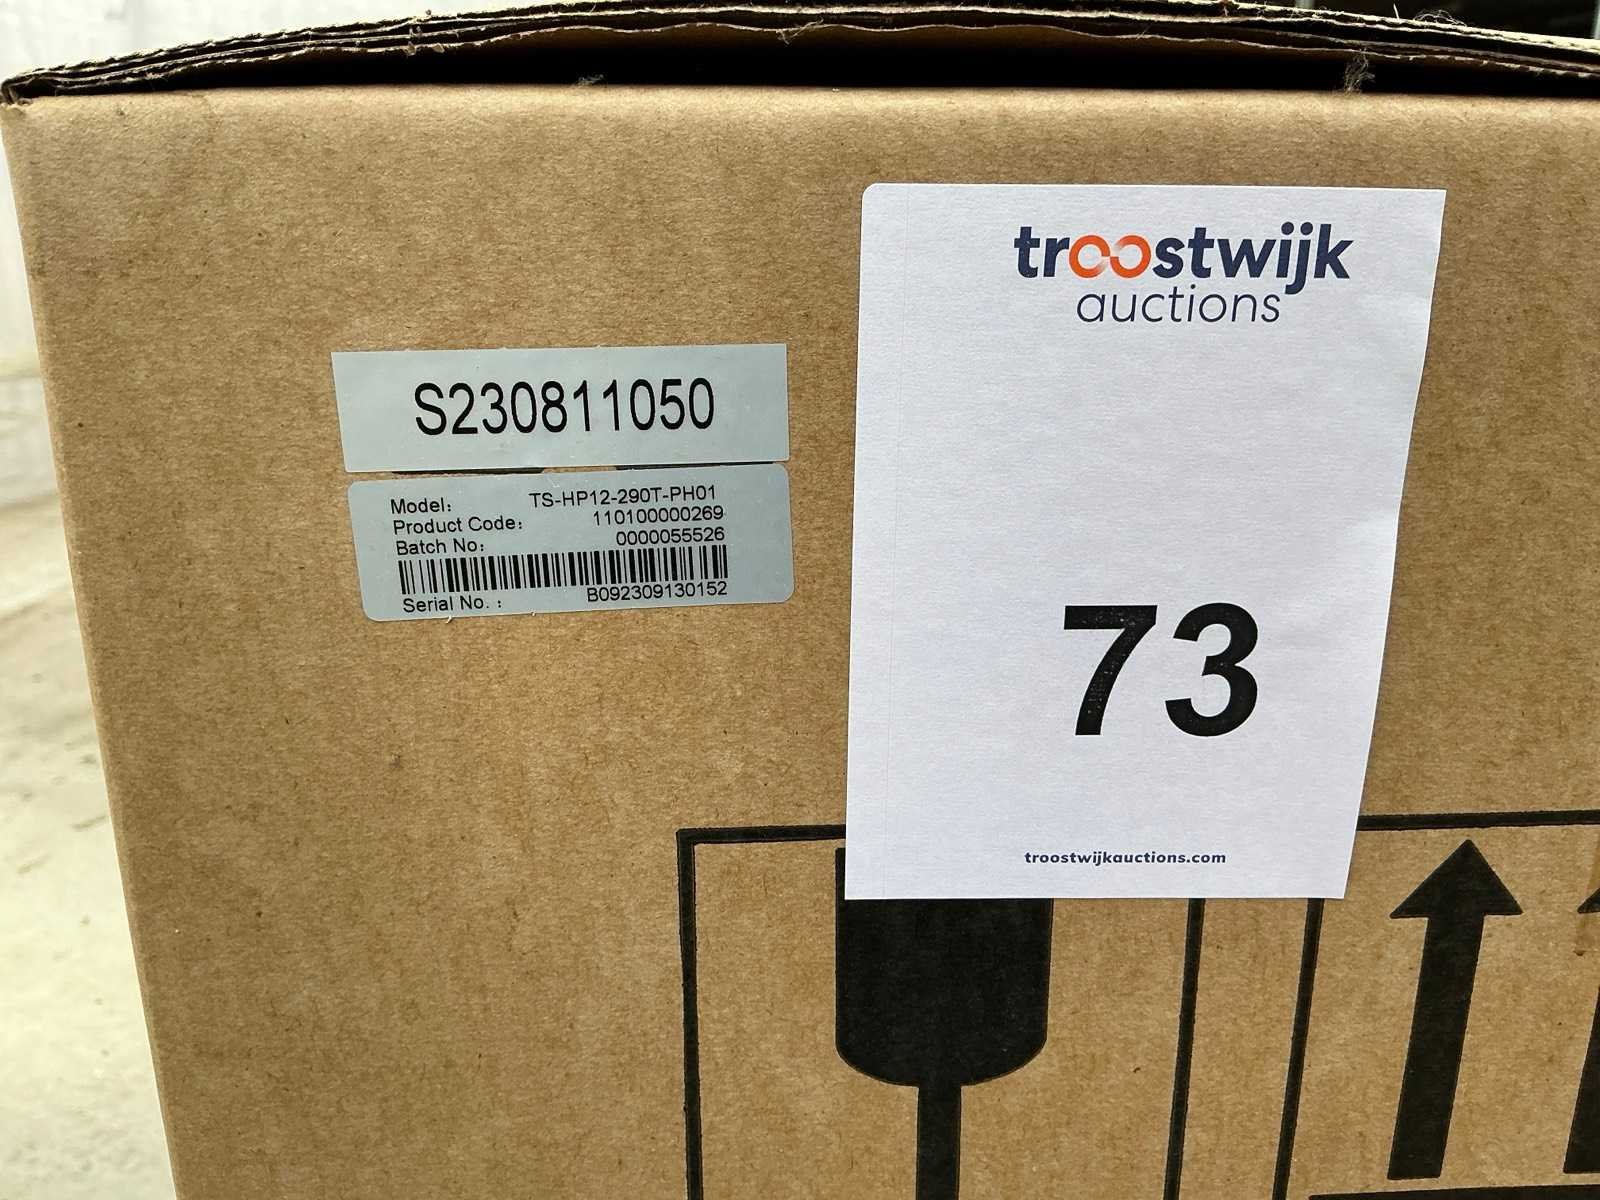 S230811050
Model: TS-HP12-290T-PH01
Product Code: 110100000269
Batch No: 0000055526
Serial No. : B092309130152
troostwijk
auctions
73
troostwijkauctions.com